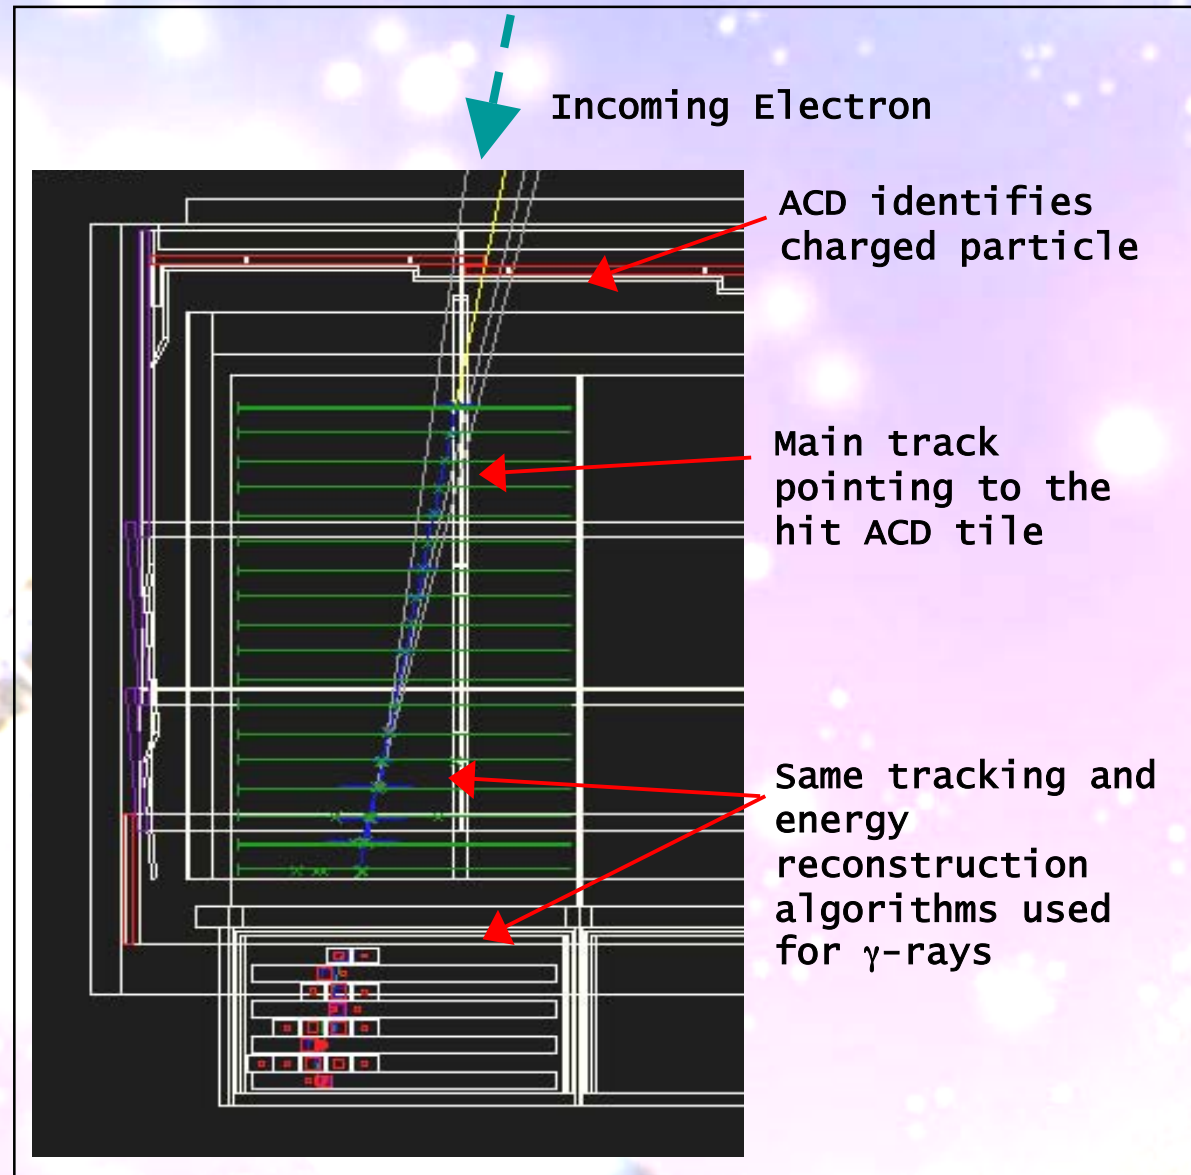 Incoming Electron
ACD identifies
charged particle
Main track
pointing to the
hit ACD tile
Same tracking and
energy
reconstruction
algorithms used
for γ-rays